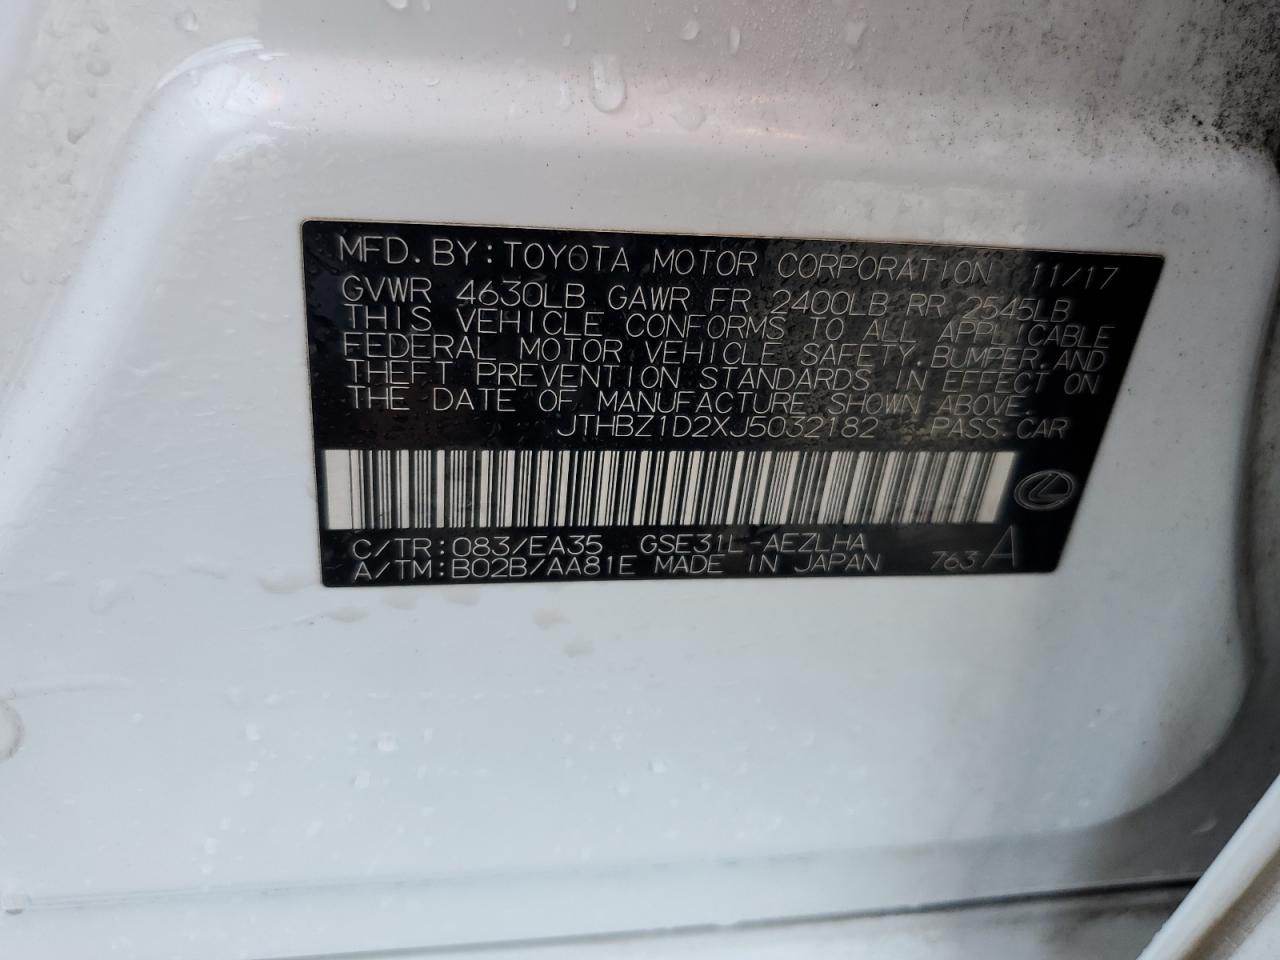 MFD. BY: TOYOTA MOTOR CORPORATION 11/17
GVWR 4630LB GAWR FR 2400LB RR 2545LB
THIS VEHICLE CONFORMS TO ALL APPLICABLE
FEDERAL MOTOR VEHICLE SAFETY, BUMPER, AND
THEFT PREVENTION STANDARDS IN EFFECT ON
THE DATE OF MANUFACTURE SHOWN ABOVE.
JTHBZ1D2XJ5032182 PASS. CAR
C/TR: 083/EA35 GSE31L-AEZLHA
A/TM: B02B/AA81E MADE IN JAPAN 763 A